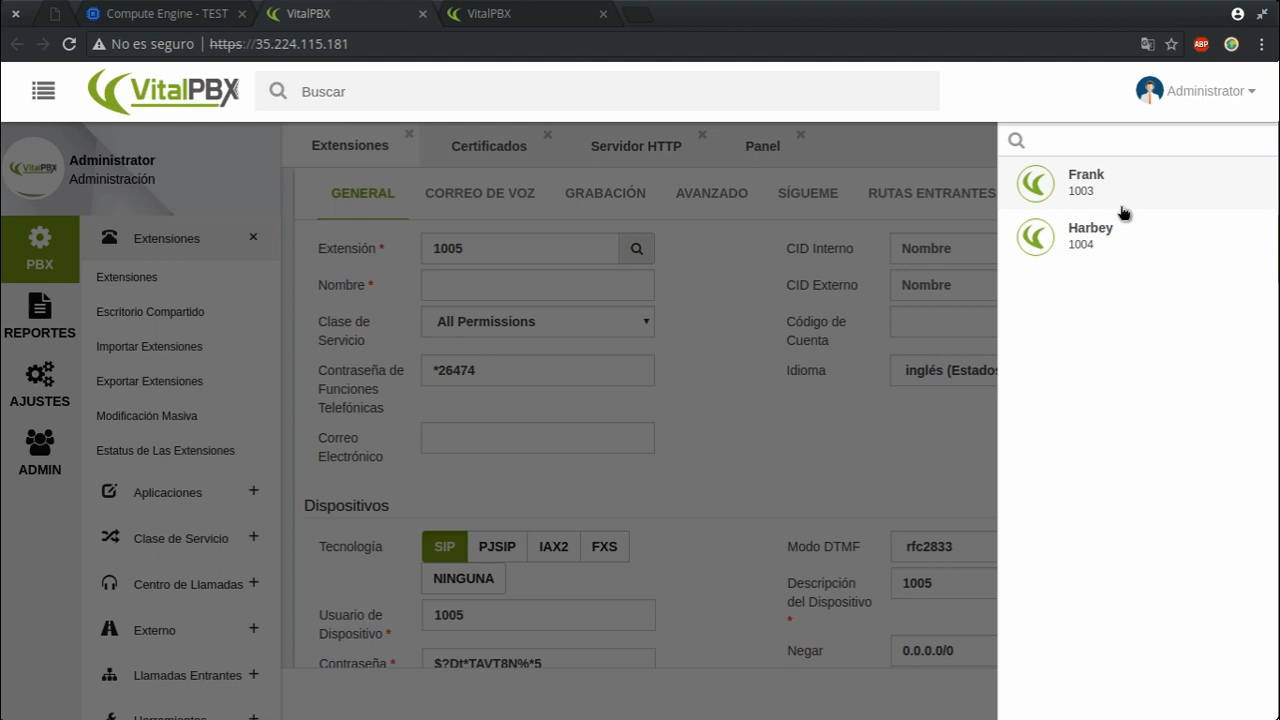 Compute Engine - TEST
VitalPBX
VitalPBX
No es seguro | https://35.224.115.181
ABP
VitalPBX
Buscar
Administrator
VitalPBX
Administrator
Administración
PBX
REPORTES
AJUSTES
ADMIN
Extensiones
Extensiones
Escritorio Compartido
Importar Extensiones
Exportar Extensiones
Modificación Masiva
Estatus de Las Extensiones
Aplicaciones
Clase de Servicio
Centro de Llamadas
Externo
Llamadas Entrantes
Herramientas
Extensiones
Certificados
Servidor HTTP
Panel
GENERAL
CORREO DE VOZ
GRABACIÓN
AVANZADO
SÍGUEME
RUTAS ENTRANTES
Extensión *
1005
Nombre *
Clase de
Servicio
All Permissions
Contraseña de
Funciones
Telefónicas
*26474
Correo
Electrónico
CID Interno
Nombre
CID Externo
Nombre
Código de
Cuenta
Idioma
inglés (Estados
Dispositivos
Tecnología
SIP
PJSIP
IAX2
FXS
NINGUNA
Usuario de
Dispositivo *
1005
Contraseña *
$?Dt*TAVT8N%*5
Modo DTMF
rfc2833
Descripción
del Dispositivo
*
1005
Negar
0.0.0.0/0
Frank
1003
Harbey
1004